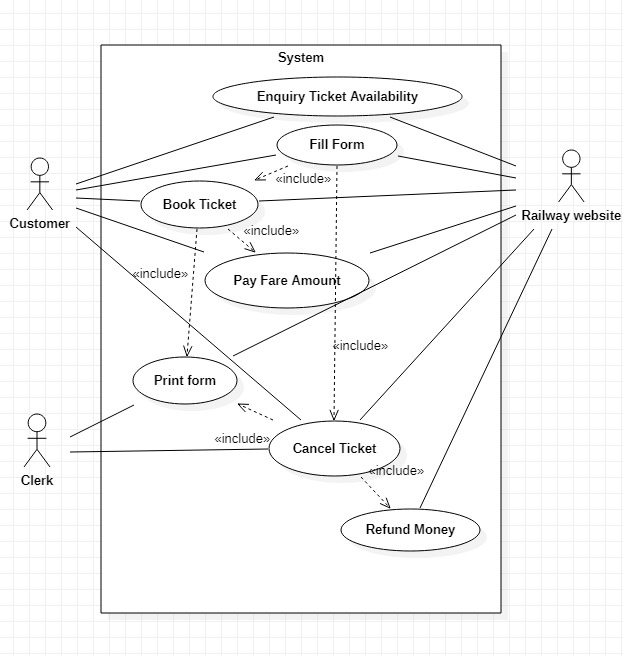 System
Enquiry Ticket Availability
Fill Form
«include»
Customer
Book Ticket
Railway website
«include»
«include»
Pay Fare Amount
«include»
Print form
«include»
Cancel Ticket
«include»
Clerk
Refund Money